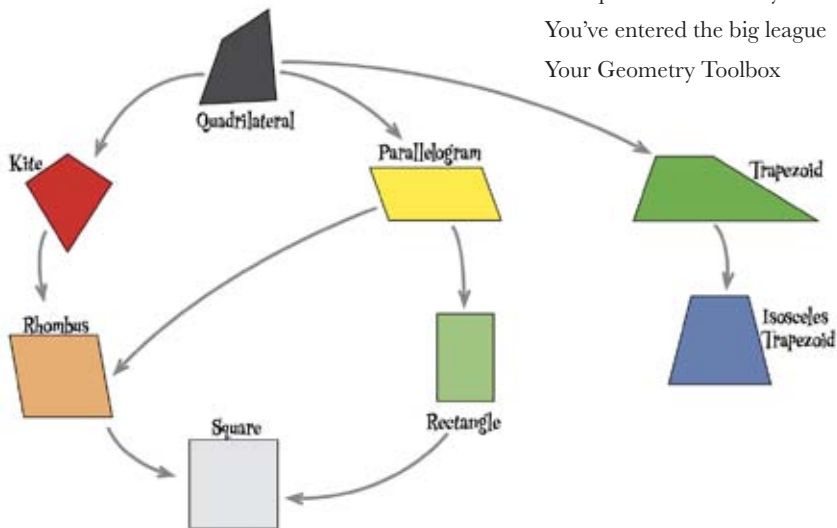 You've entered the big league
Your Geometry Toolbox
Quadrilateral
Kite
Parallelogram
Trapezoid
Rhombus
Isosceles
Trapezoid
Rectangle
Square